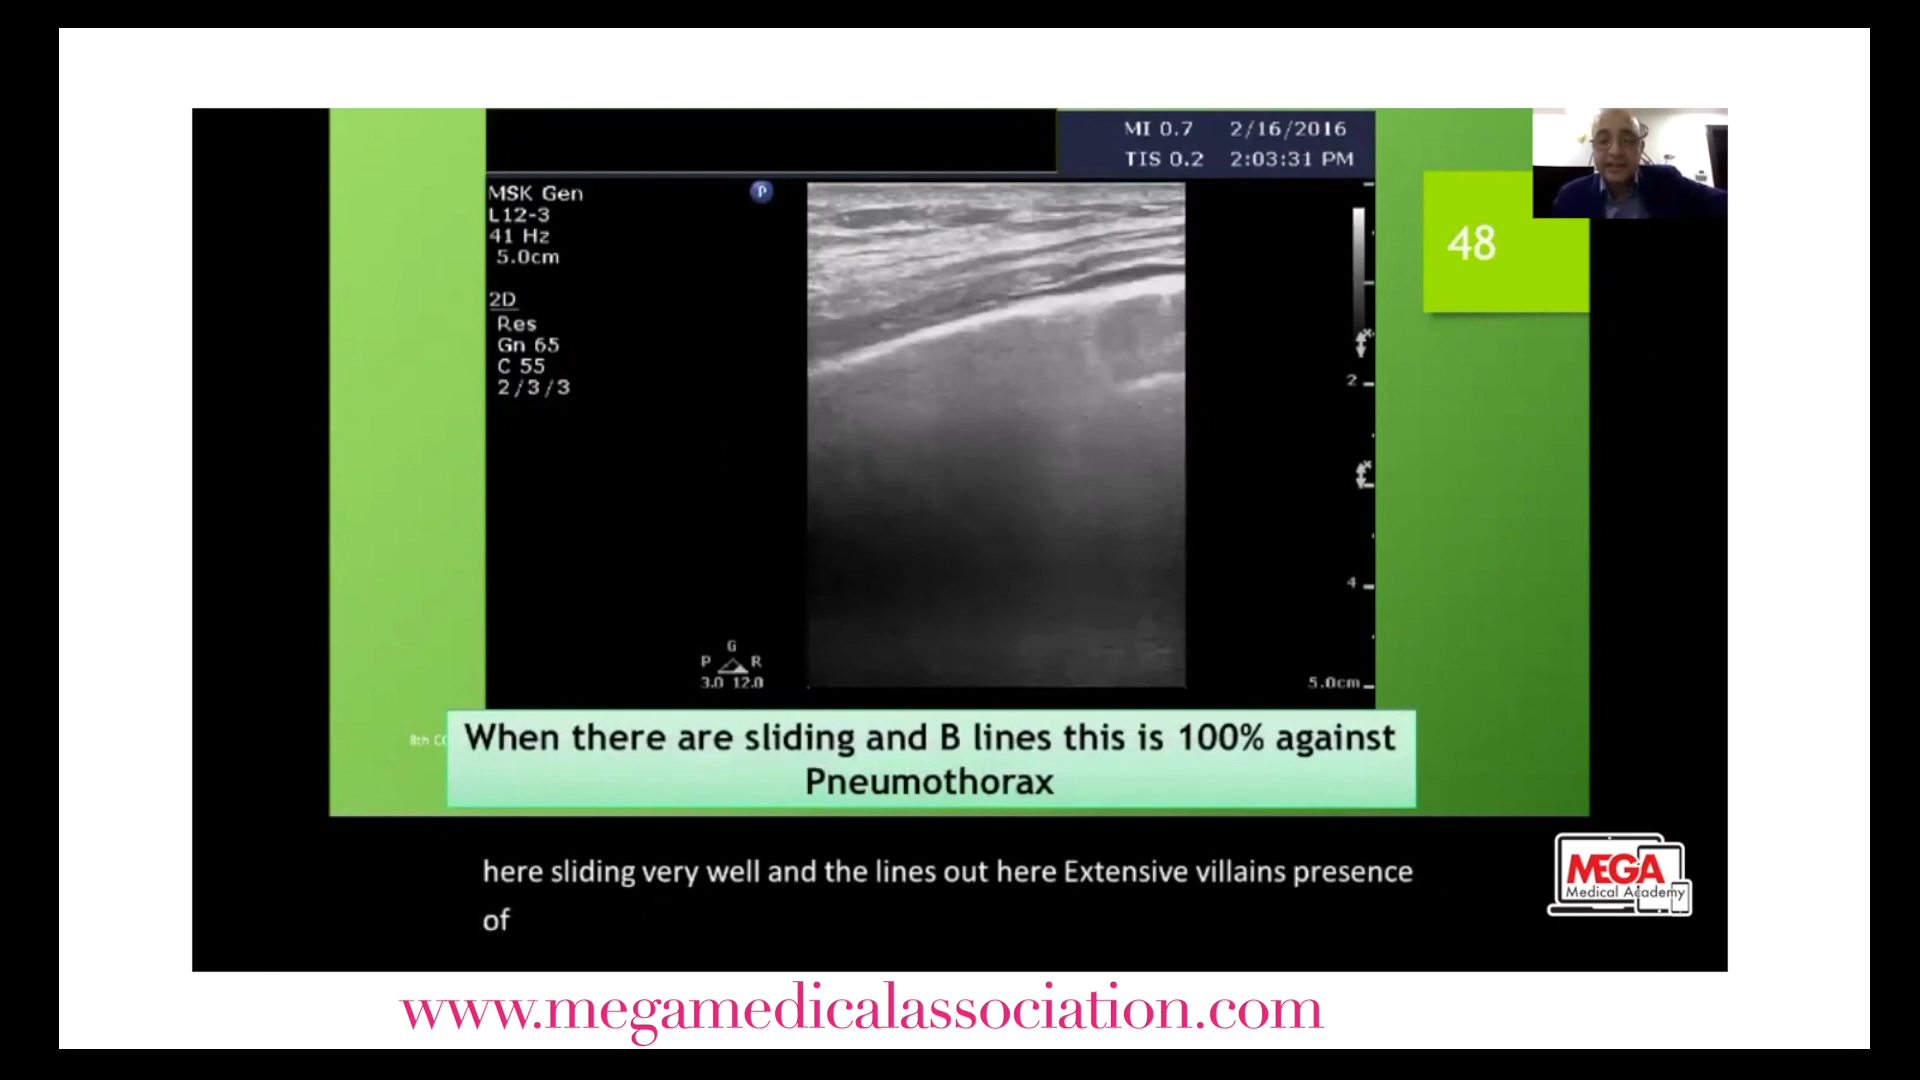 MI 0.7 2/16/2016
TIS 0.2 2:03:31 PM
MSK Gen
L12-3
41 Hz
5.0cm
P
2D
Res
Gn 65
C 55
2/3/3
48
2
4
G
P R
3.0 12.0
5.0cm
8th
When there are sliding and B lines this is 100% against
Pneumothorax
here sliding very well and the lines out here Extensive villains presence
of
MEGA
Medical Academy
www.megamedicalassociation.com